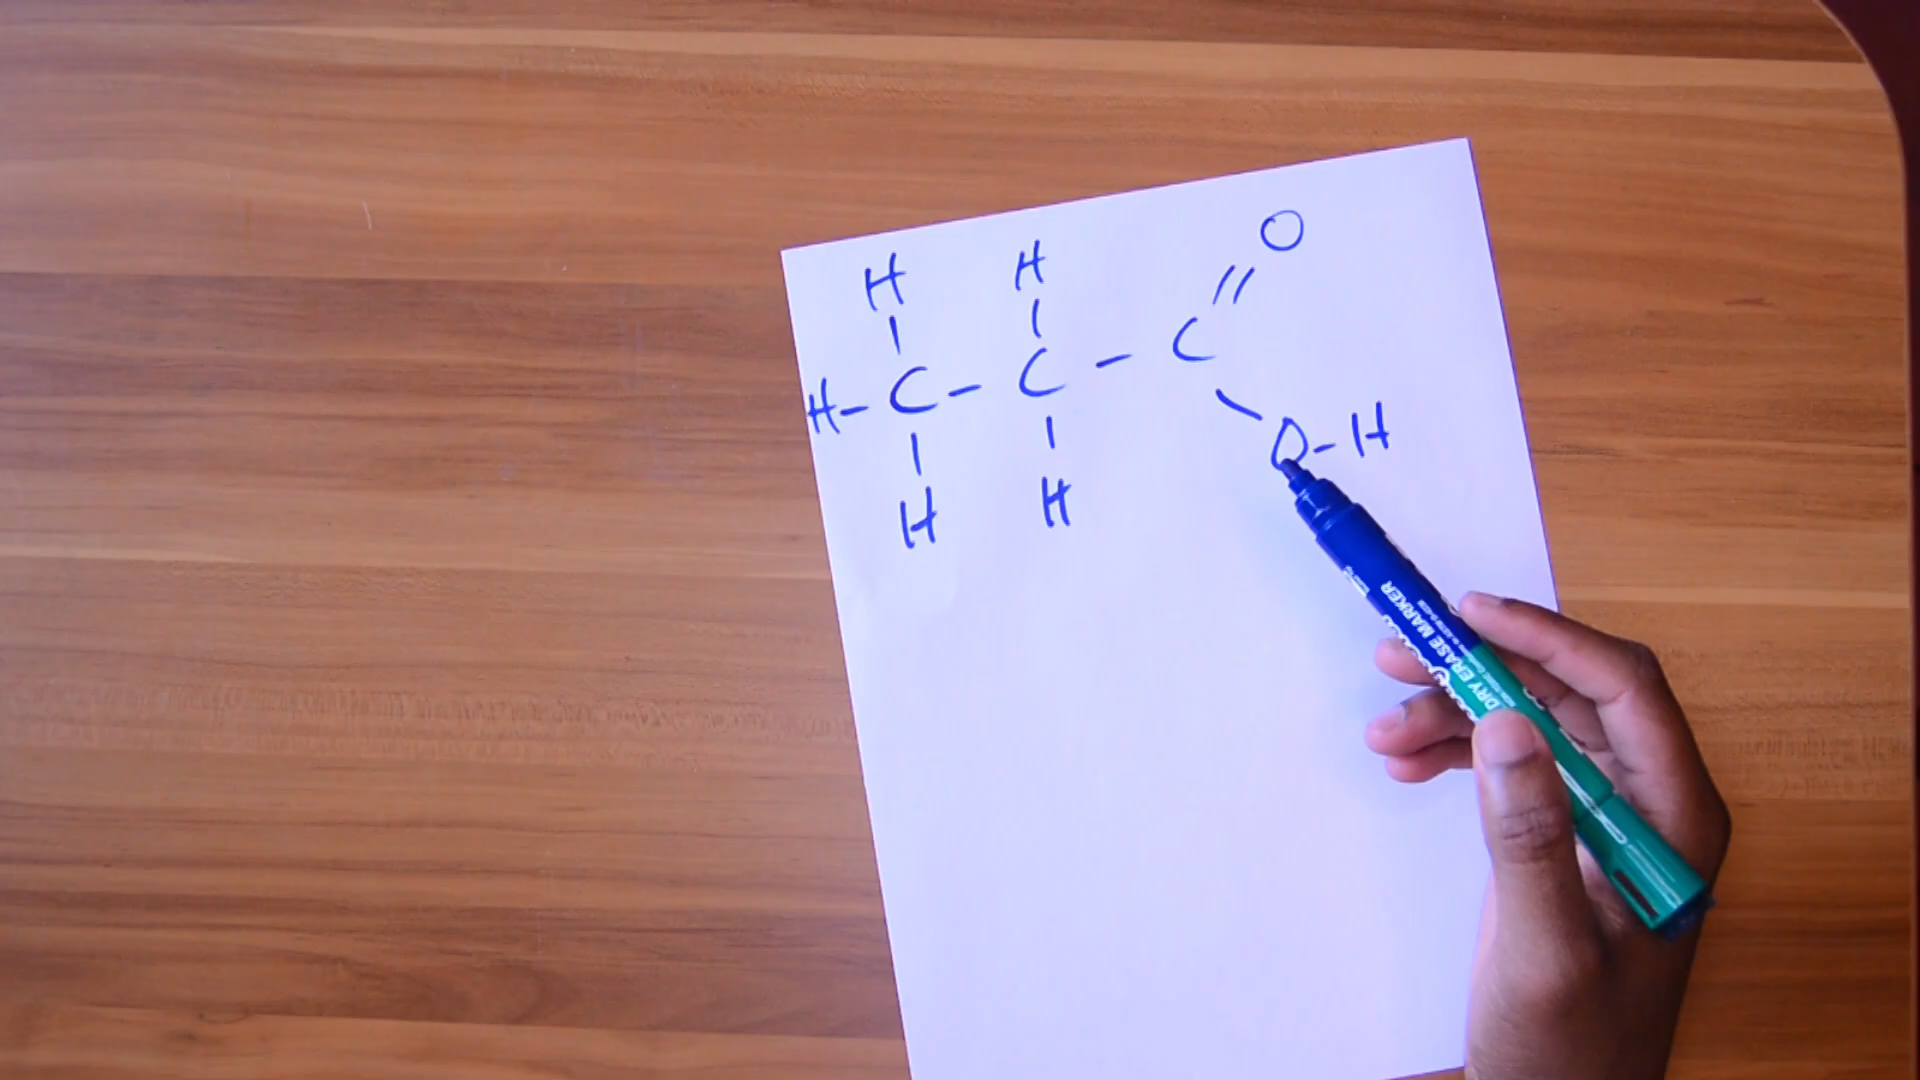 O
H H
| | //
H- C - C - C
| | \
O-H
H H
DRY ERASE MARKER